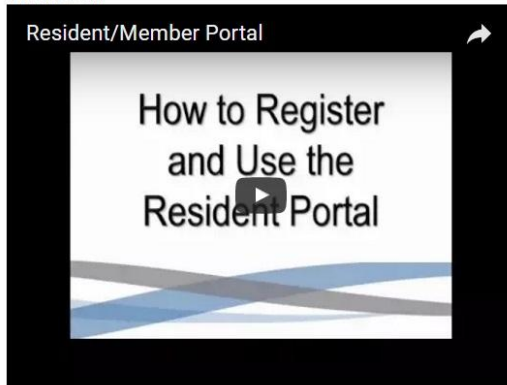 Resident/Member Portal
How to Register
and Use the
Resident Portal